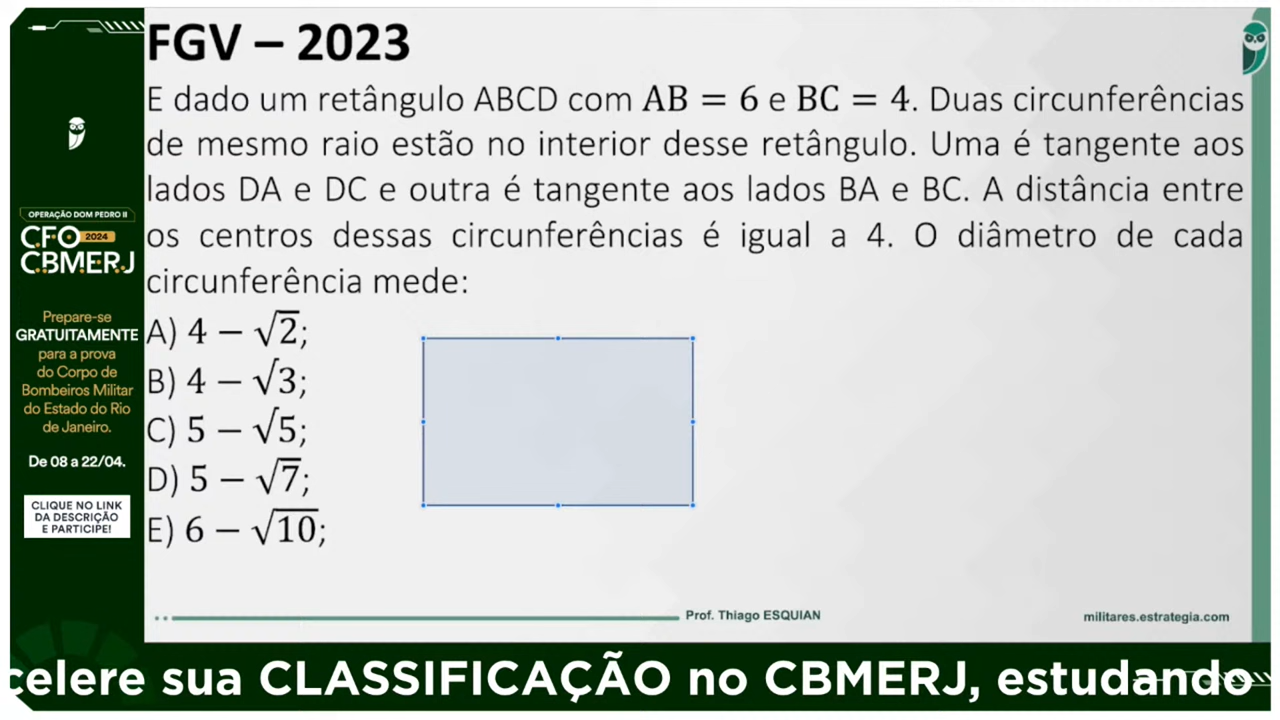 FGV – 2023
E dado um retângulo ABCD com AB = 6 e BC = 4. Duas circunferências
de mesmo raio estão no interior desse retângulo. Uma é tangente aos
lados DA e DC e outra é tangente aos lados BA e BC. A distância entre
os centros dessas circunferências é igual a 4. O diâmetro de cada
circunferência mede:
A) 4 − √2;
B) 4 − √3;
C) 5 − √5;
D) 5 − √7;
E) 6 − √10;
OPERAÇÃO DOM PEDRO II
CFO 2024
CBMERJ
Prepare-se
GRATUITAMENTE
para a prova
do Corpo de
Bombeiros Militar
do Estado do Rio
de Janeiro.
De 08 a 22/04.
CLIQUE NO LINK
DA DESCRIÇÃO
E PARTICIPE!
Prof. Thiago ESQUIAN
militares.estrategia.com
celere sua CLASSIFICAÇÃO no CBMERJ, estudando